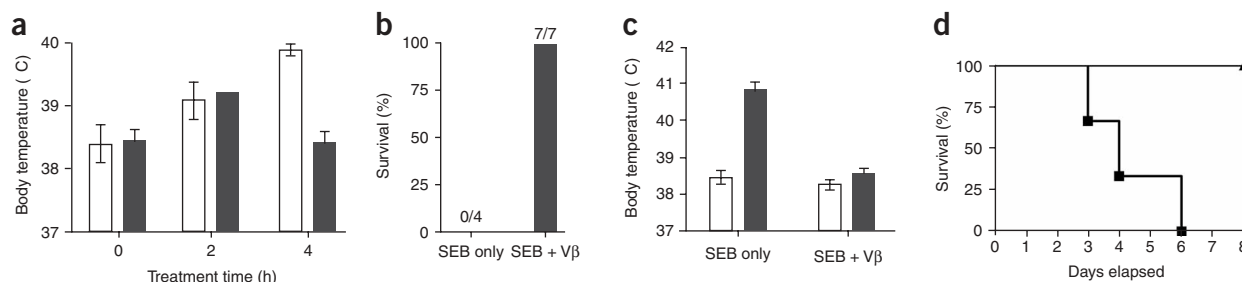 a
Body temperature ( C)
40
39
38
37
0
2
4
Treatment time (h)
b
Survival (%)
100
75
50
25
0
0/4
7/7
SEB only
SEB + Vβ
c
Body temperature ( C)
42
41
40
39
38
37
SEB only
SEB + Vβ
d
Survival (%)
100
75
50
25
0
0
1
2
3
4
5
6
7
8
Days elapsed